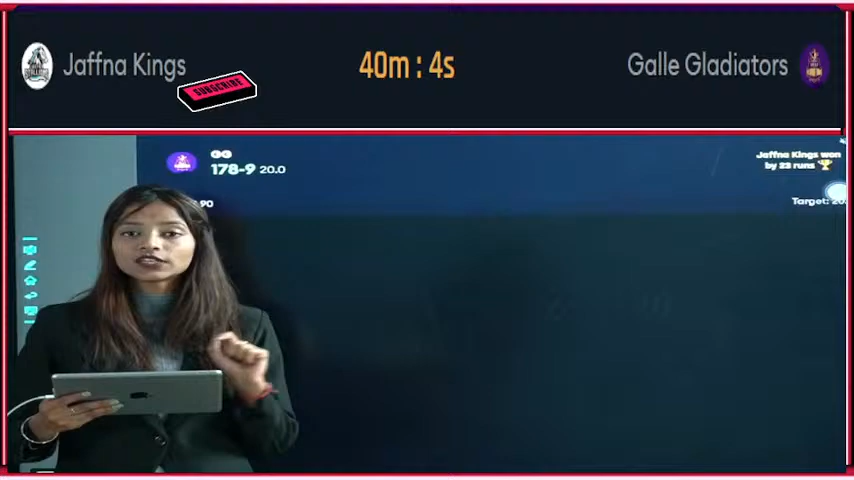 Jaffna Kings
40m : 4s
Galle Gladiators
SUBSCRIBE
GG
178-9 20.0
Jaffna Kings won
by 23 runs 🏆
.90
Target: